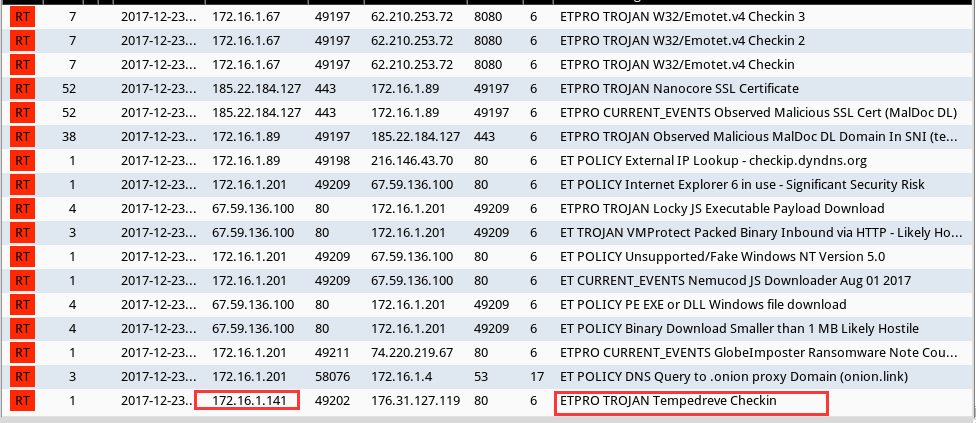 RT 7 2017-12-23... 172.16.1.67 49197 62.210.253.72 8080 6 ETPRO TROJAN W32/Emotet.v4 Checkin 3
RT 7 2017-12-23... 172.16.1.67 49197 62.210.253.72 8080 6 ETPRO TROJAN W32/Emotet.v4 Checkin 2
RT 7 2017-12-23... 172.16.1.67 49197 62.210.253.72 8080 6 ETPRO TROJAN W32/Emotet.v4 Checkin
RT 52 2017-12-23... 185.22.184.127 443 172.16.1.89 49197 6 ETPRO TROJAN Nanocore SSL Certificate
RT 52 2017-12-23... 185.22.184.127 443 172.16.1.89 49197 6 ETPRO CURRENT_EVENTS Observed Malicious SSL Cert (MalDoc DL)
RT 38 2017-12-23... 172.16.1.89 49197 185.22.184.127 443 6 ETPRO TROJAN Observed Malicious MalDoc DL Domain In SNI (te...
RT 1 2017-12-23... 172.16.1.89 49198 216.146.43.70 80 6 ET POLICY External IP Lookup - checkip.dyndns.org
RT 1 2017-12-23... 172.16.1.201 49209 67.59.136.100 80 6 ET POLICY Internet Explorer 6 in use - Significant Security Risk
RT 4 2017-12-23... 67.59.136.100 80 172.16.1.201 49209 6 ETPRO TROJAN Locky JS Executable Payload Download
RT 3 2017-12-23... 67.59.136.100 80 172.16.1.201 49209 6 ET TROJAN VMProtect Packed Binary Inbound via HTTP - Likely Ho...
RT 1 2017-12-23... 172.16.1.201 49209 67.59.136.100 80 6 ET POLICY Unsupported/Fake Windows NT Version 5.0
RT 1 2017-12-23... 172.16.1.201 49209 67.59.136.100 80 6 ET CURRENT_EVENTS Nemucod JS Downloader Aug 01 2017
RT 4 2017-12-23... 67.59.136.100 80 172.16.1.201 49209 6 ET POLICY PE EXE or DLL Windows file download
RT 4 2017-12-23... 67.59.136.100 80 172.16.1.201 49209 6 ET POLICY Binary Download Smaller than 1 MB Likely Hostile
RT 1 2017-12-23... 172.16.1.201 49211 74.220.219.67 80 6 ETPRO CURRENT_EVENTS GlobeImposter Ransomware Note Cou...
RT 3 2017-12-23... 172.16.1.201 58076 172.16.1.4 53 17 ET POLICY DNS Query to .onion proxy Domain (onion.link)
RT 1 2017-12-23.. 172.16.1.141 49202 176.31.127.119 80 6 ETPRO TROJAN Tempedreve Checkin